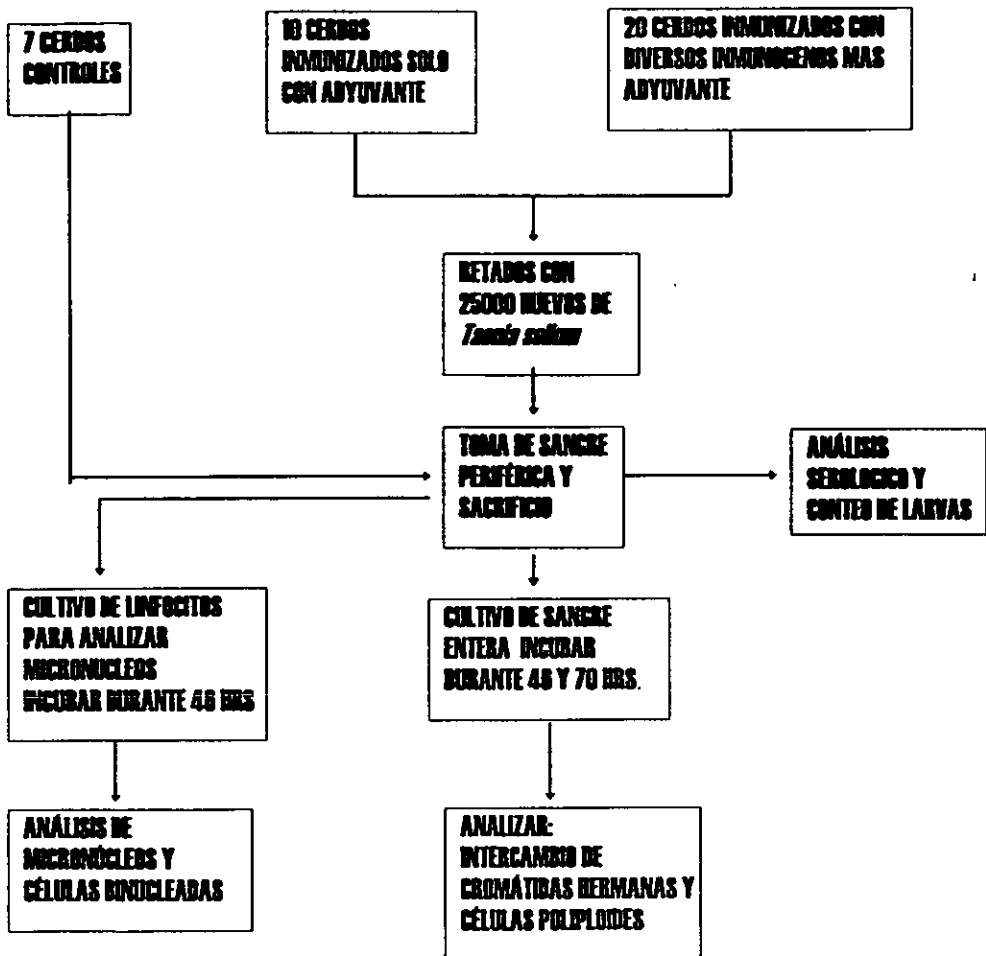 7 CERDOS
CONTROLES
10 CERDOS
INMUNIZADOS SOLO
CON ADYUVANTE
20 CERDOS INMUNIZADOS CON
DIVERSOS INMUNOGENOS MAS
ADYUVANTE
RETADOS CON
25000 HUEVOS DE
Taenia solium
TOMA DE SANGRE
PERIFÉRICA Y
SACRIFICIO
ANÁLISIS
SEROLOGICO Y
CONTEO DE LARVAS
CULTIVO DE LINFOCITOS
PARA ANALIZAR
MICRONUCLEOS
INCUBAR DURANTE 46 HRS
CULTIVO DE SANGRE
ENTERA INCUBAR
DURANTE 46 Y 70 HRS.
ANÁLISIS DE
MICRONÚCLEOS Y
CÉLULAS BINUCLEADAS
ANALIZAR:
INTERCAMBIO DE
CROMÁTIDAS HERMANAS Y
CÉLULAS POLIPLOIDES